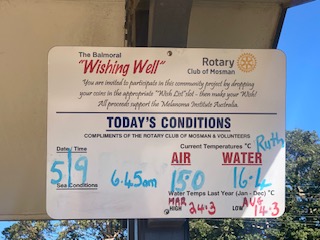 The Balmoral
"Wishing Well"
Rotary
Club of Mosman
You are invited to participate in this community project by dropping
your coins in the appropriate "Wish List" slot - then make your Wish!
All proceeds support the Melanoma Institute Australia.
TODAY'S CONDITIONS
COMPLIMENTS OF THE ROTARY CLUB OF MOSMAN & VOLUNTEERS
Date/ Time
Current Temperatures °C
Ruth
AIR WATER
5/9 6.45am 15.0 16.4
Sea Conditions
Water Temps Last Year (Jan - Dec) °C
MAR AUG
HIGH 24.3 LOW 14.3